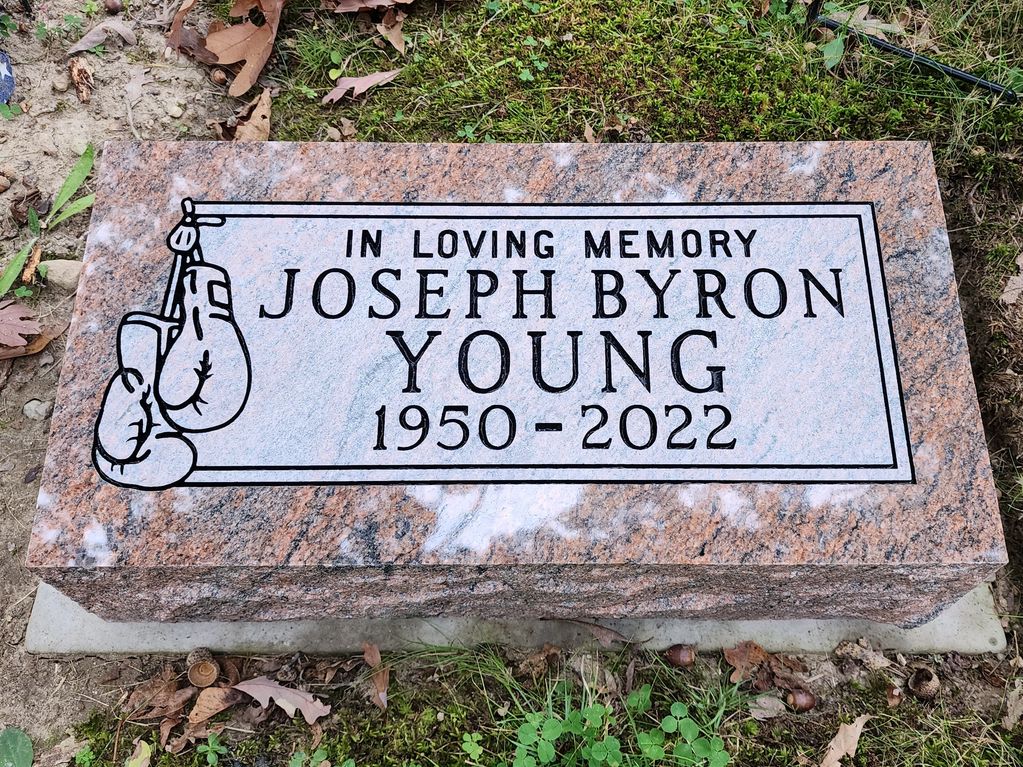 IN LOVING MEMORY
JOSEPH BYRON
YOUNG
1950-2022